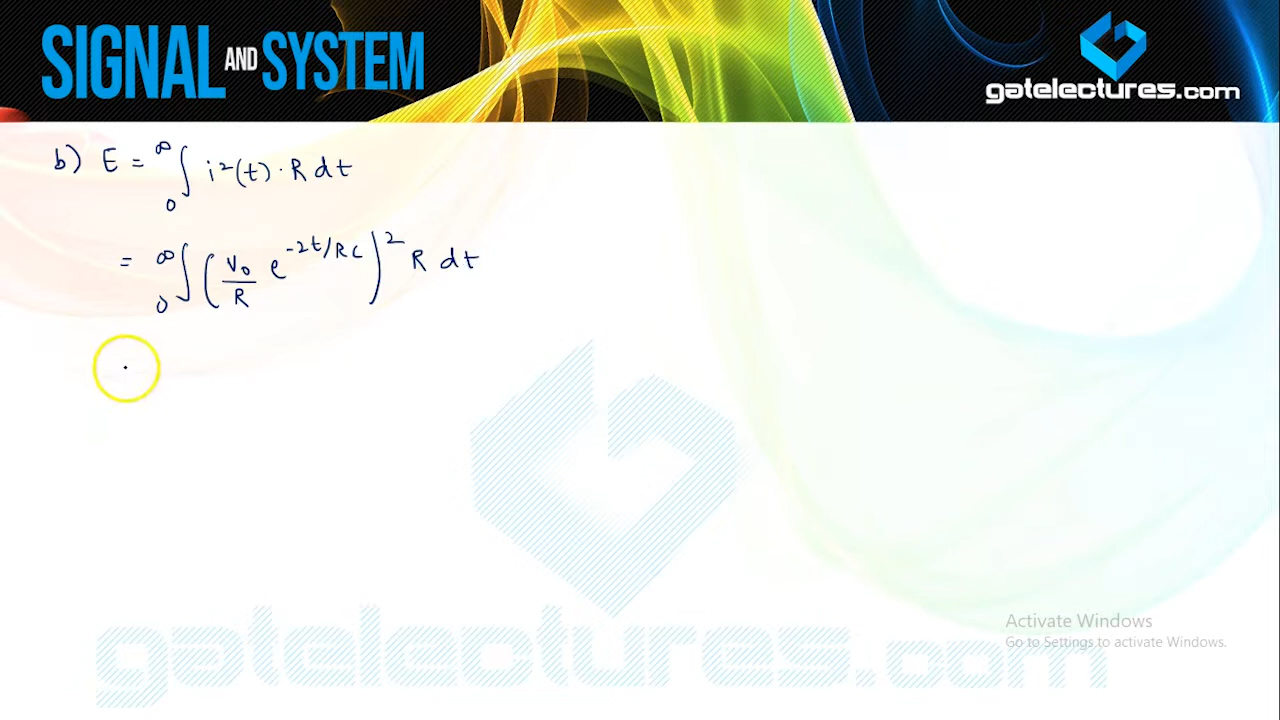 SIGNAL AND SYSTEM
gatelectures.com
b) E = ∞∫0 i²(t) · R dt
= ∞∫0 (V₀/R e^(-2t/RC))² R dt
gatelectures.com
Activate Windows
Go to Settings to activate Windows.